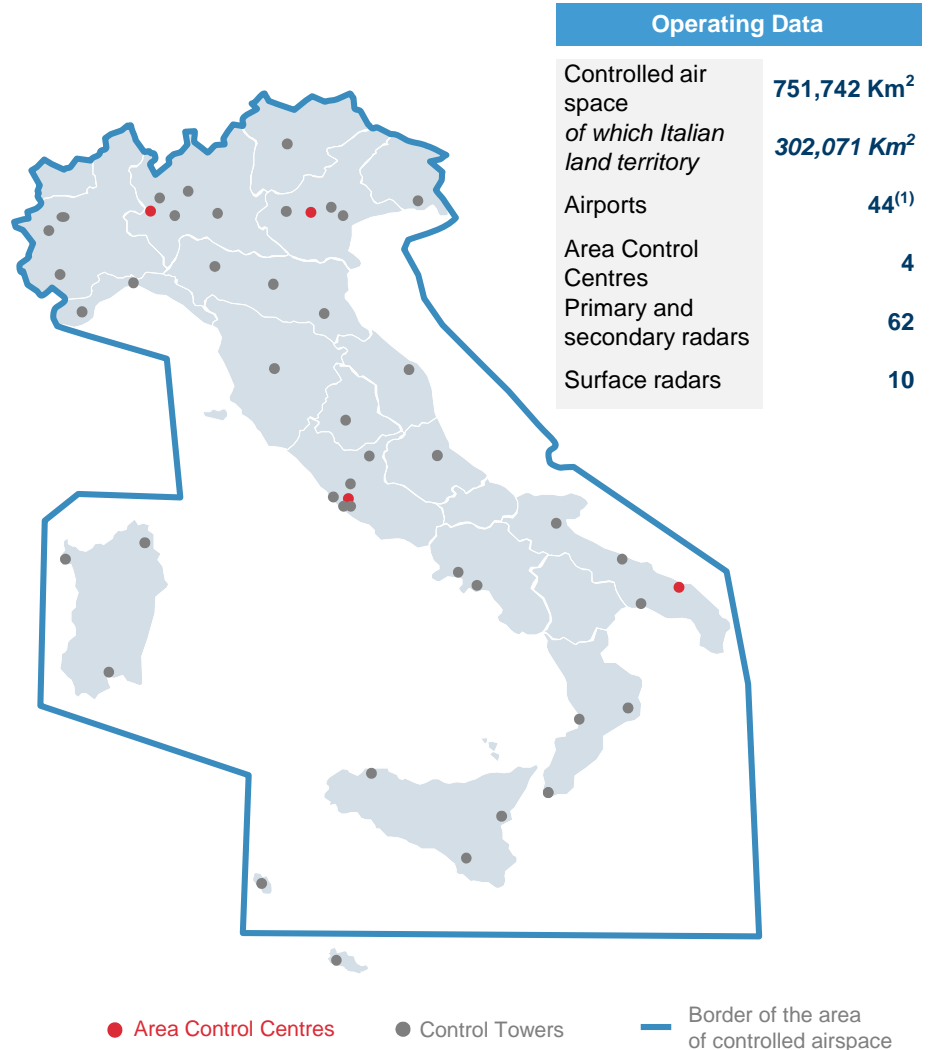 Operating Data
Controlled air
space
751,742 Km²
of which Italian
land territory
302,071 Km²
Airports
44⁽¹⁾
Area Control
Centres
4
Primary and
secondary radars
62
Surface radars
10
Area Control Centres
Control Towers
Border of the area
of controlled airspace